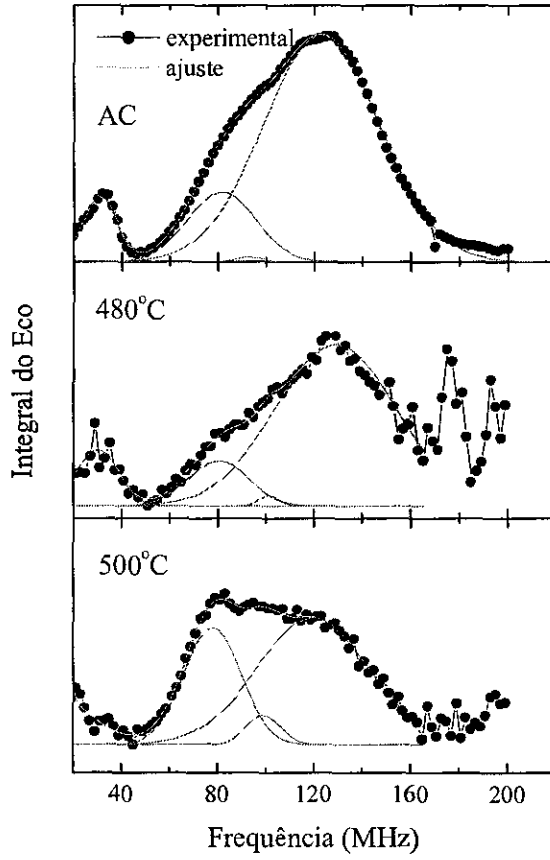 experimental
ajuste
AC
480°C
500°C
Integral do Eco
40 80 120 160 200
Frequência (MHz)